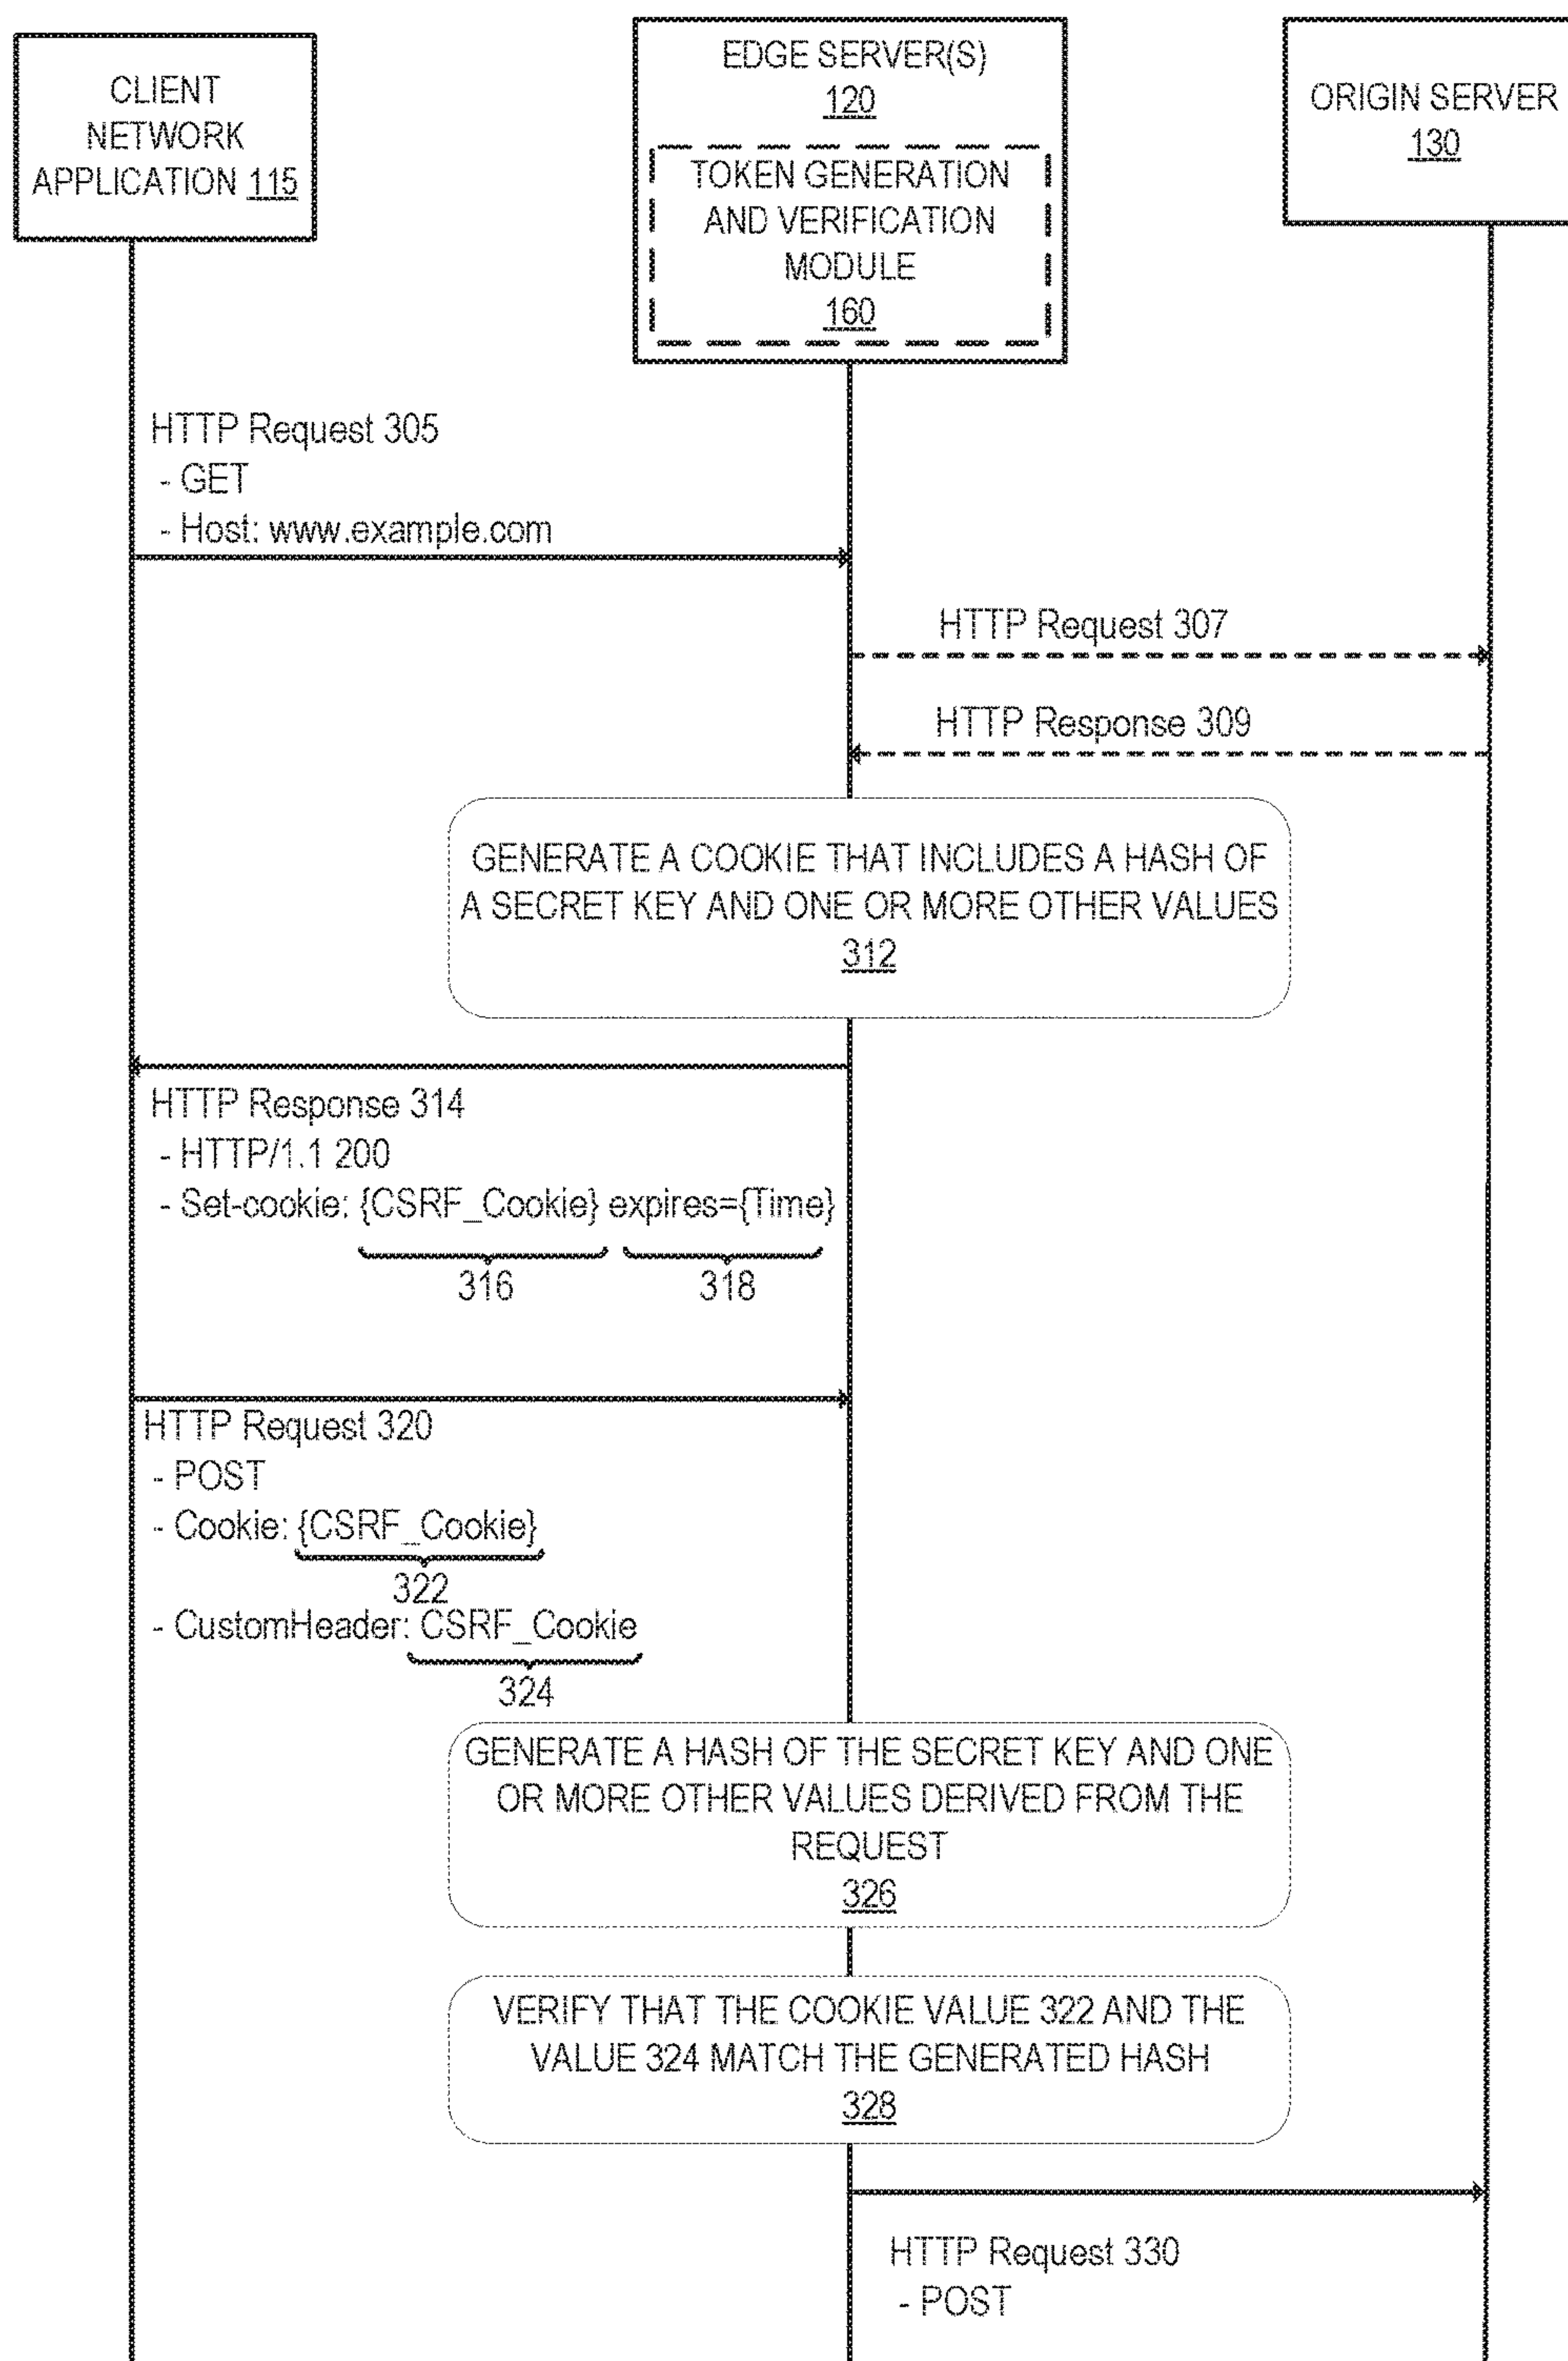 CLIENT
NETWORK
APPLICATION 115
EDGE SERVER(S)
120
TOKEN GENERATION
AND VERIFICATION
MODULE
160
ORIGIN SERVER
130
HTTP Request 305
- GET
- Host: www.example.com
HTTP Request 307
HTTP Response 309
GENERATE A COOKIE THAT INCLUDES A HASH OF
A SECRET KEY AND ONE OR MORE OTHER VALUES
312
HTTP Response 314
- HTTP/1.1 200
- Set-cookie: {CSRF_Cookie} expires={Time}
316 318
HTTP Request 320
- POST
- Cookie: {CSRF_Cookie}
322
- CustomHeader: CSRF_Cookie
324
GENERATE A HASH OF THE SECRET KEY AND ONE
OR MORE OTHER VALUES DERIVED FROM THE
REQUEST
326
VERIFY THAT THE COOKIE VALUE 322 AND THE
VALUE 324 MATCH THE GENERATED HASH
328
HTTP Request 330
- POST